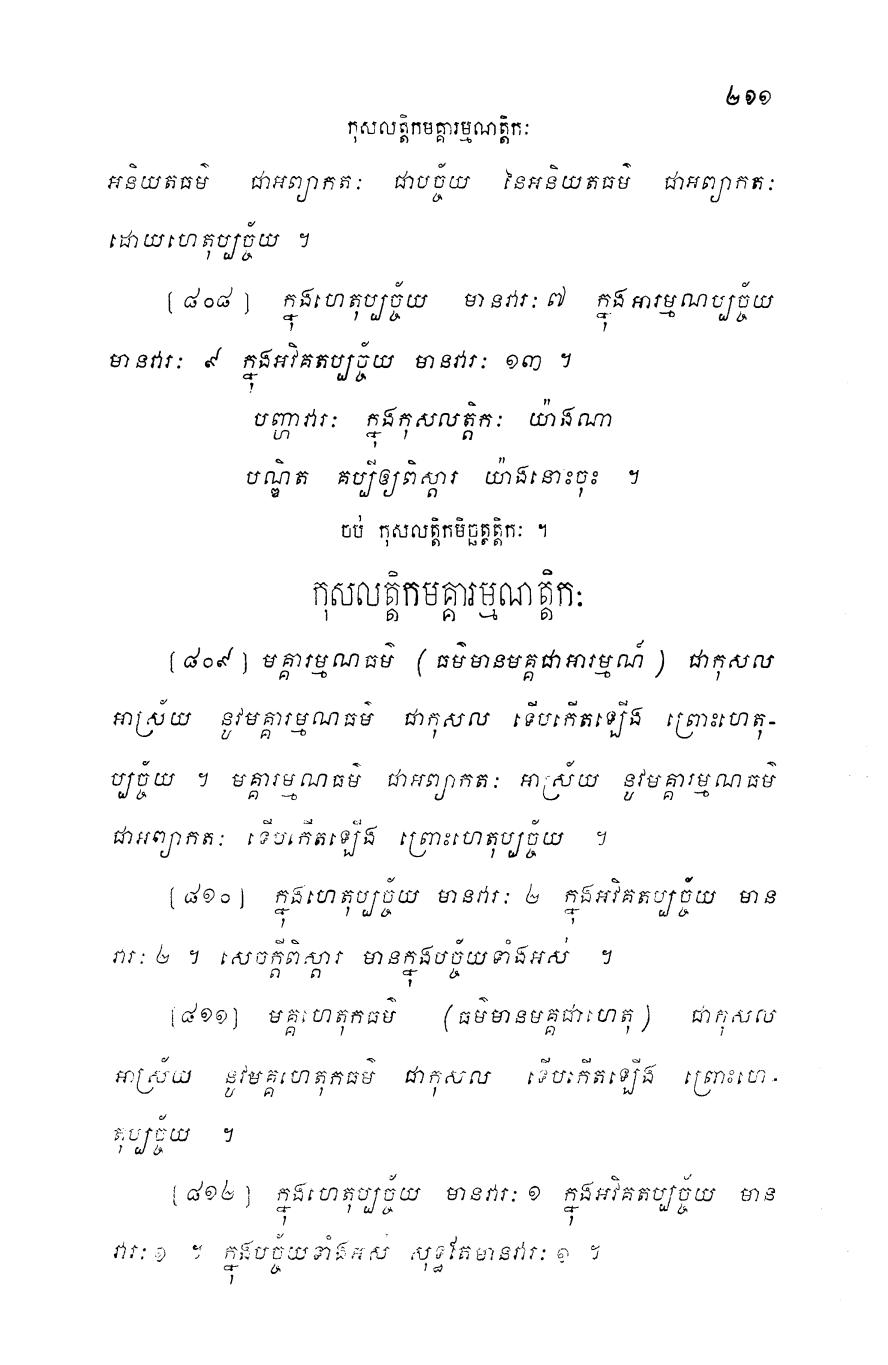 ២១១
កុសលត្តិកមគ្គារម្មណត្តិកៈ
អនិយតធម៌ ជាអព្យាកតៈ ជាបច្ច័យ នៃអនិយតធម៌ ជាអព្យាកតៈ
ដោយហេតុប្បច្ច័យ ។
[៨០៨] ក្នុងហេតុប្បច្ច័យ មានវារៈ ៧ ក្នុងអារម្មណប្បច្ច័យ
មានវារៈ ៩ ក្នុងអវិគតប្បច្ច័យ មានវារៈ ១៣ ។
បញ្ហាវារៈ ក្នុងកុសលត្តិកៈ យ៉ាងណា
បណ្ឌិត គប្បីឲ្យពិស្តារ យ៉ាងនោះចុះ ។
ចប់ កុសលត្តិកមិច្ឆត្តត្តិកៈ ។
កុសលត្តិកមគ្គារម្មណត្តិកៈ
[៨០៩] មគ្គារម្មណធម៌ (ធម៌មានមគ្គជាអារម្មណ៍) ជាកុសល
អាស្រ័យ នូវមគ្គារម្មណធម៌ ជាកុសល ទើបកើតឡើង ព្រោះហេតុ-
ប្បច្ច័យ ។ មគ្គារម្មណធម៌ ជាអព្យាកតៈ អាស្រ័យ នូវមគ្គារម្មណធម៌
ជាអព្យាកតៈ ទើបកើតឡើង ព្រោះហេតុប្បច្ច័យ ។
[៨១០] ក្នុងហេតុប្បច្ច័យ មានវារៈ ២ ក្នុងអវិគតប្បច្ច័យ មាន
វារៈ ២ ។ សេចក្តីពិស្តារ មានក្នុងបច្ច័យទាំងអស់ ។
[៨១១] មគ្គហេតុកធម៌ (ធម៌មានមគ្គជាហេតុ) ជាកុសល
អាស្រ័យ នូវមគ្គហេតុកធម៌ ជាកុសល ទើបកើតឡើង ព្រោះហេ-
តុប្បច្ច័យ ។
[៨១២] ក្នុងហេតុប្បច្ច័យ មានវារៈ ១ ក្នុងអវិគតប្បច្ច័យ មាន
វារៈ ១ ។ ក្នុងបច្ច័យទាំងអស់ សុទ្ធតែមានវារៈ ១ ។